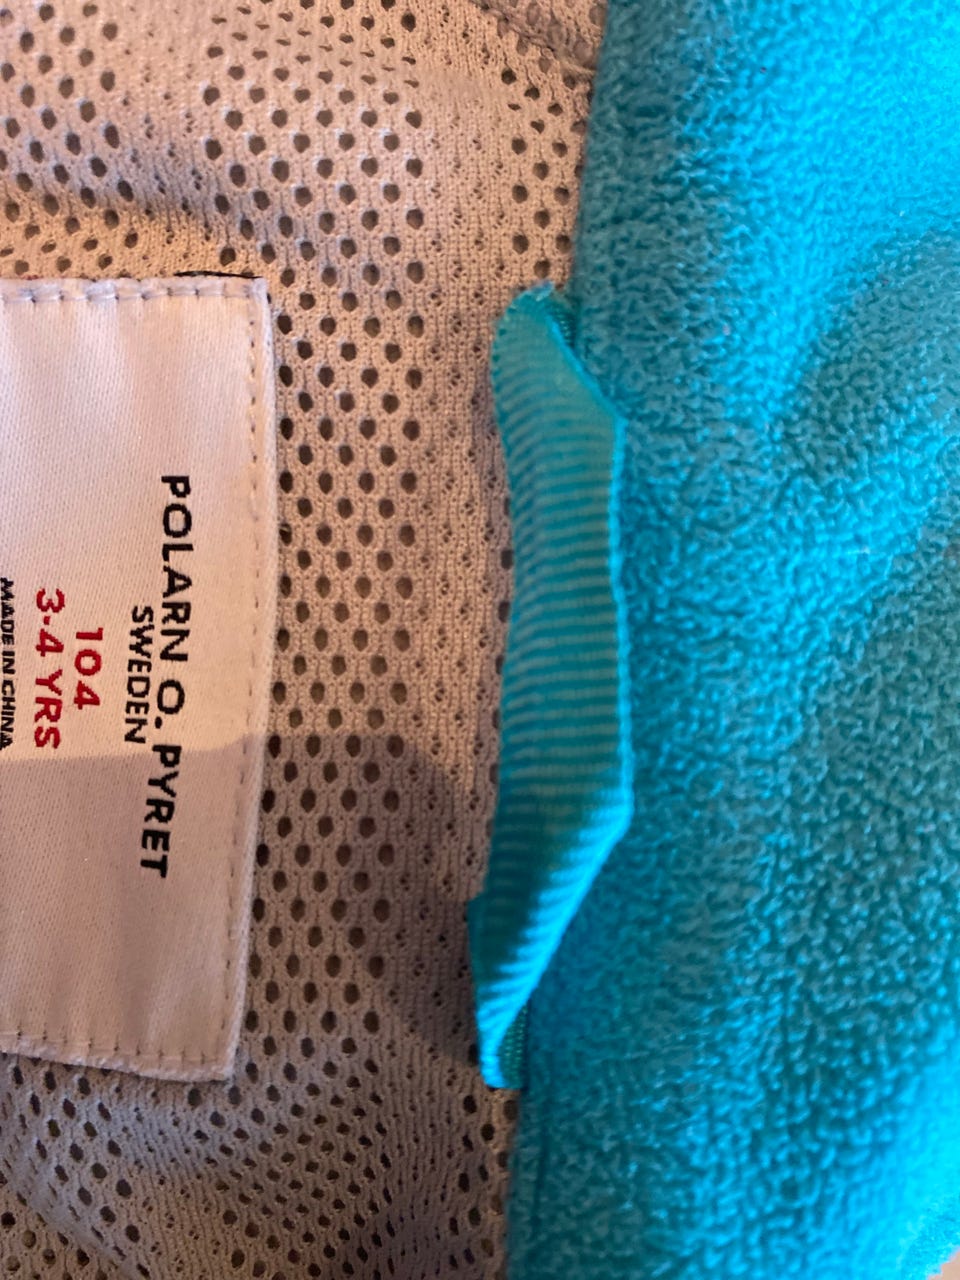 POLARN O. PYRET
SWEDEN
104
3-4 YRS
MADE IN CHINA